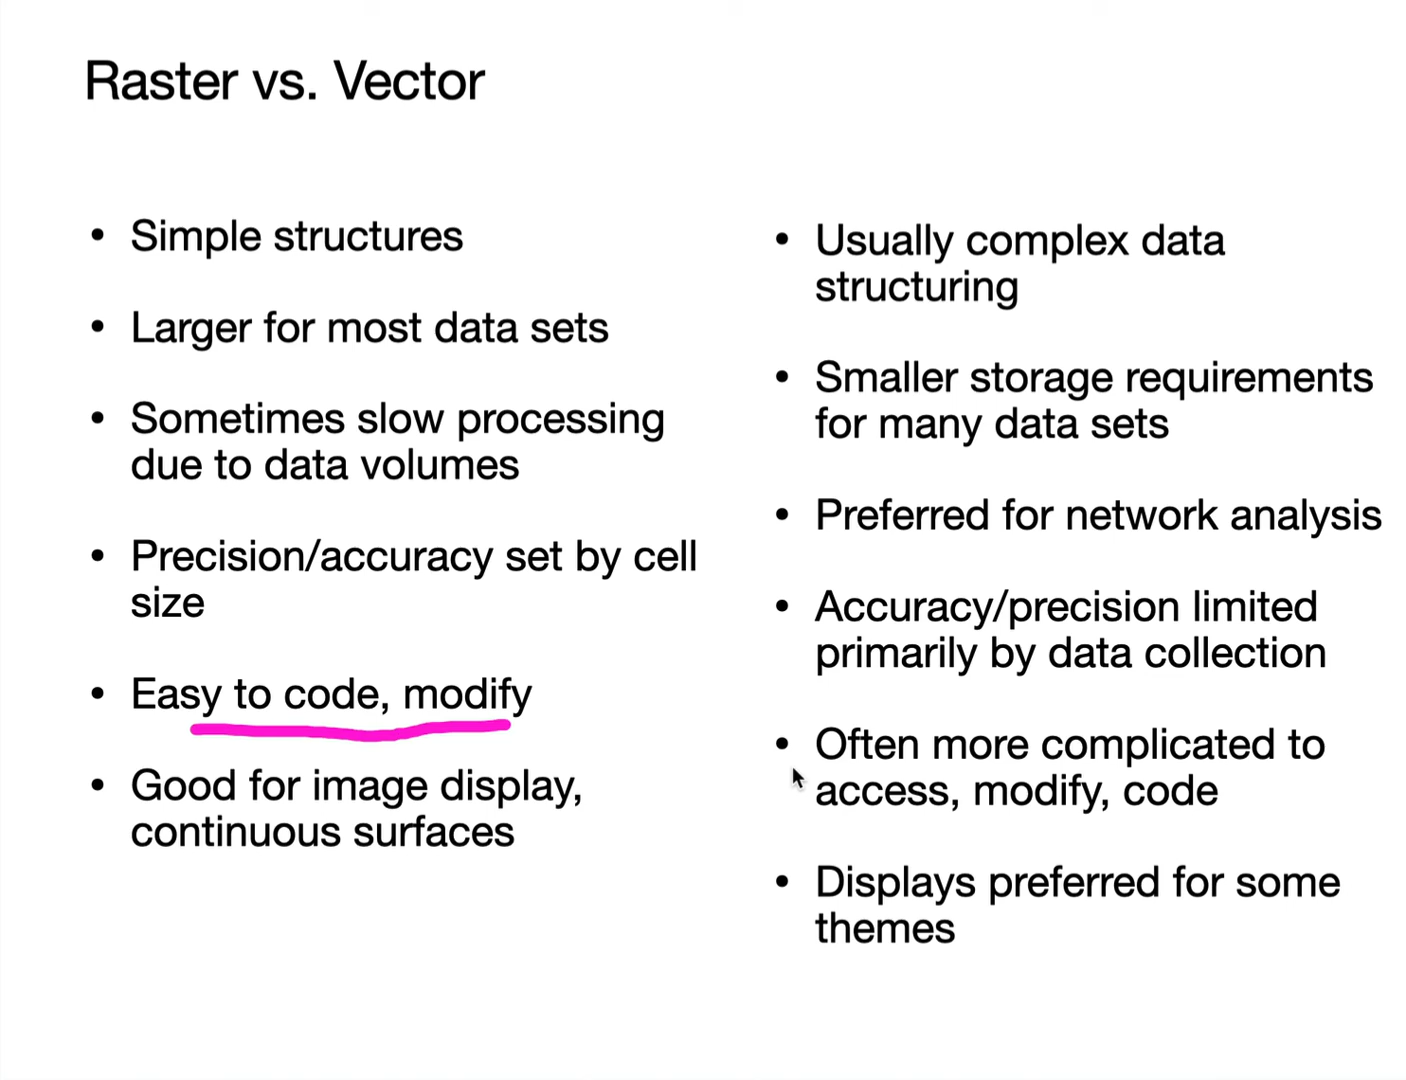 Raster vs. Vector
• Simple structures
• Larger for most data sets
• Sometimes slow processing
due to data volumes
• Precision/accuracy set by cell
size
• Easy to code, modify
• Good for image display,
continuous surfaces
• Usually complex data
structuring
• Smaller storage requirements
for many data sets
• Preferred for network analysis
• Accuracy/precision limited
primarily by data collection
• Often more complicated to
access, modify, code
• Displays preferred for some
themes